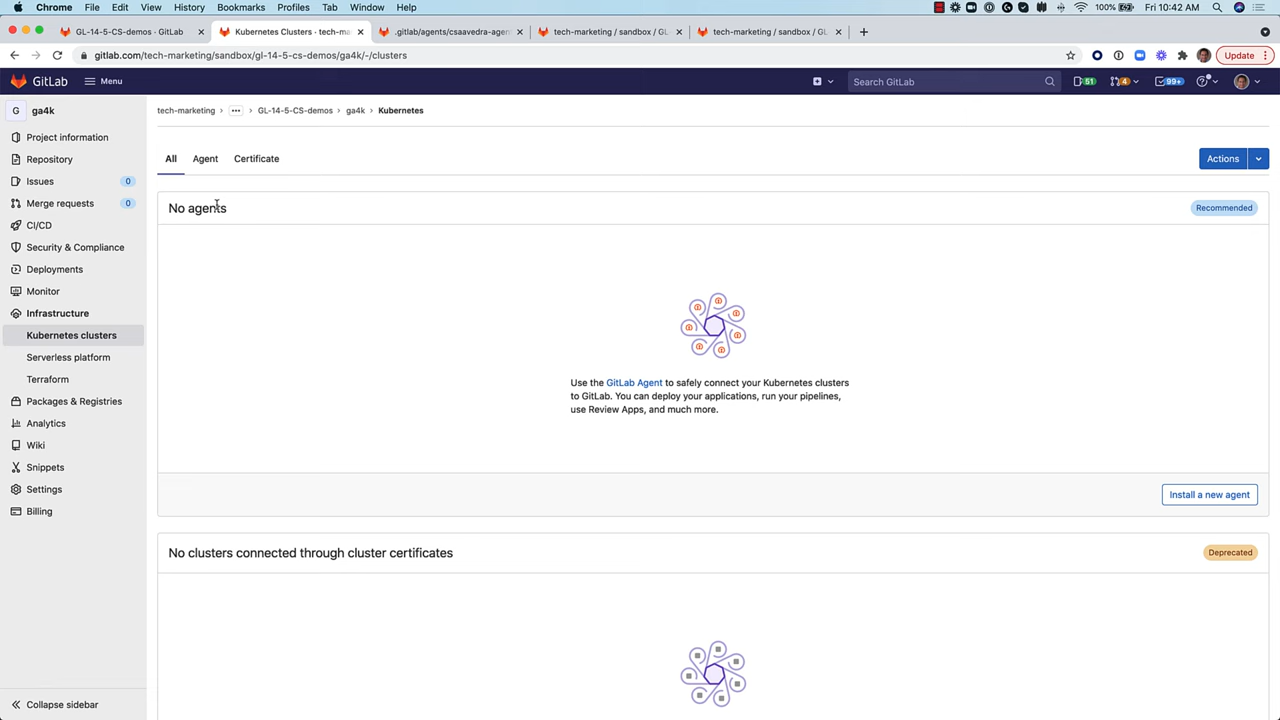 Chrome File Edit View History Bookmarks Profiles Tab Window Help
100% Fri 10:42 AM
GL-14-5-CS-demos · GitLab
Kubernetes Clusters · tech-ma
.gitlab/agents/csaavedra-agen
tech-marketing / sandbox / GL
tech-marketing / sandbox / GL
gitlab.com/tech-marketing/sandbox/gl-14-5-cs-demos/ga4k/-/clusters
Update
GitLab
Menu
Search GitLab
51
4
99+
G ga4k
Project information
Repository
Issues 0
Merge requests 0
CI/CD
Security & Compliance
Deployments
Monitor
Infrastructure
Kubernetes clusters
Serverless platform
Terraform
Packages & Registries
Analytics
Wiki
Snippets
Settings
Billing
Collapse sidebar
tech-marketing › ••• › GL-14-5-CS-demos › ga4k › Kubernetes
All Agent Certificate
Actions
No agents
Recommended
Use the GitLab Agent to safely connect your Kubernetes clusters
to GitLab. You can deploy your applications, run your pipelines,
use Review Apps, and much more.
Install a new agent
No clusters connected through cluster certificates
Deprecated